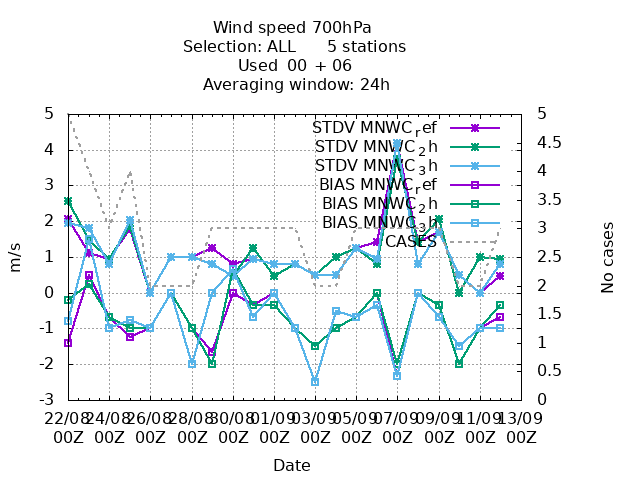 Wind speed 700hPa
Selection: ALL 5 stations
Used 00 + 06
Averaging window: 24h
5 4 3 2 1 0 -1 -2 -3
m/s
STDV MNWC_ref
STDV MNWC_2h
STDV MNWC_3h
BIAS MNWC_ref
BIAS MNWC_2h
BIAS MNWC_3h
CASES
5 4.5 4 3.5 3 2.5 2 1.5 1 0.5 0
No cases
22/08 24/08 26/08 28/08 30/08 01/09 03/09 05/09 07/09 09/09 11/09 13/09
00Z 00Z 00Z 00Z 00Z 00Z 00Z 00Z 00Z 00Z 00Z 00Z
Date